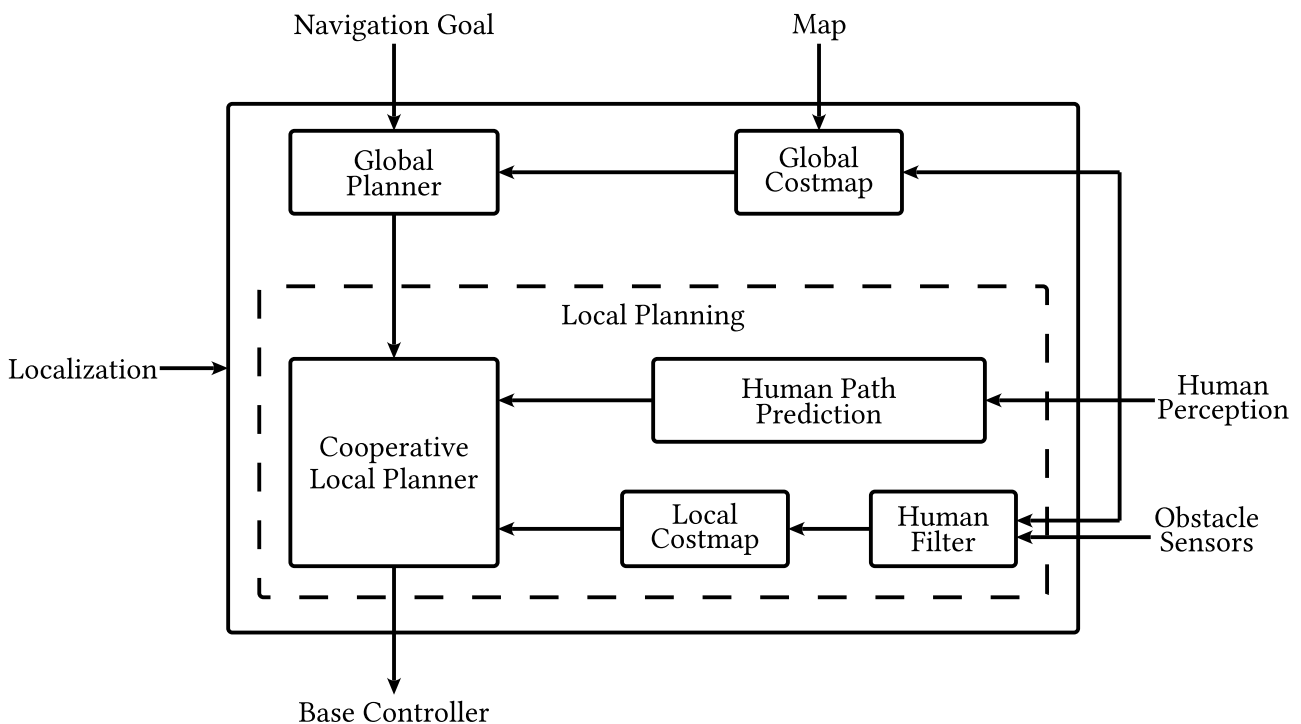 Navigation Goal
Map
Global
Planner
Global
Costmap
Local Planning
Localization
Human Path
Prediction
Human
Perception
Cooperative
Local Planner
Local
Costmap
Human
Filter
Obstacle
Sensors
Base Controller